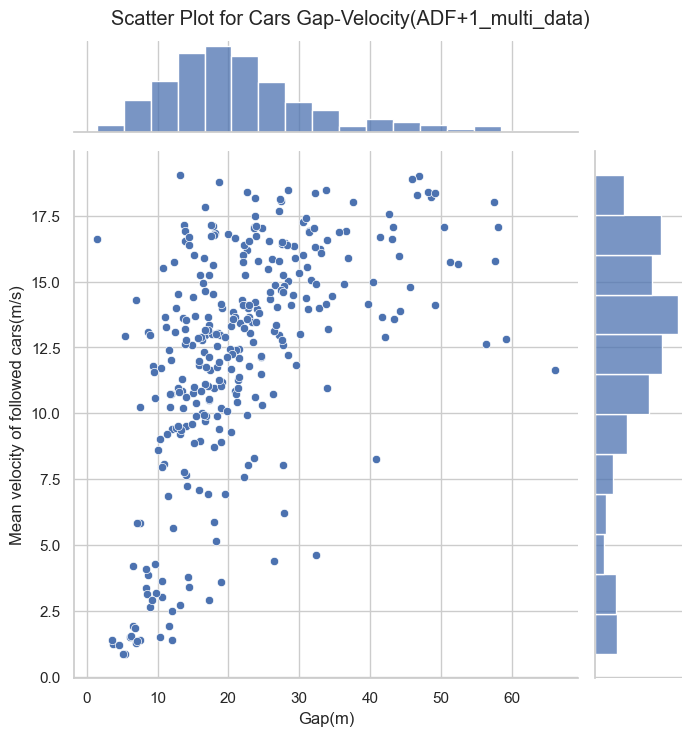 Scatter Plot for Cars Gap-Velocity(ADF+1_multi_data)
17.5
15.0
12.5
10.0
7.5
5.0
2.5
0.0
Mean velocity of followed cars(m/s)
0 10 20 30 40 50 60
Gap(m)